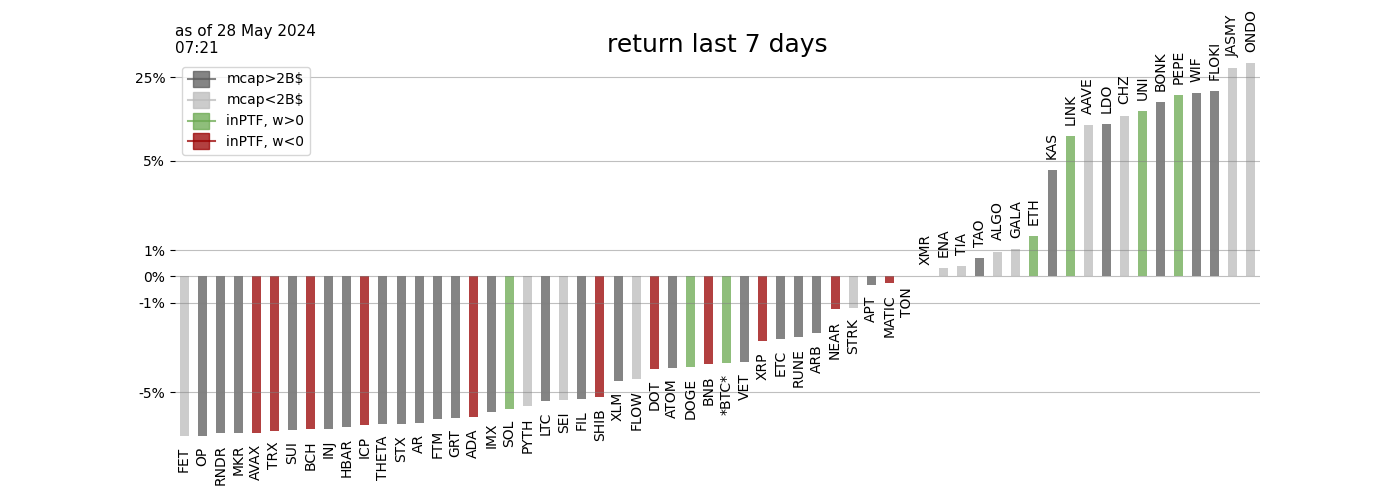 as of 28 May 2024
07:21
return last 7 days
mcap>2B$
mcap<2B$
inPTF, w>0
inPTF, w<0
25%
5%
1%
0%
-1%
-5%
FET
OP
RNDR
MKR
AVAX
TRX
SUI
BCH
INJ
HBAR
ICP
THETA
STX
AR
FTM
GRT
ADA
IMX
SOL
PYTH
LTC
SEI
FIL
SHIB
XLM
FLOW
DOT
ATOM
DOGE
BNB
*BTC*
VET
XRP
ETC
RUNE
ARB
NEAR
STRK
APT
MATIC
TON
XMR
ENA
TIA
TAO
ALGO
GALA
ETH
KAS
LINK
AAVE
LDO
CHZ
UNI
BONK
PEPE
WIF
FLOKI
JASMY
ONDO